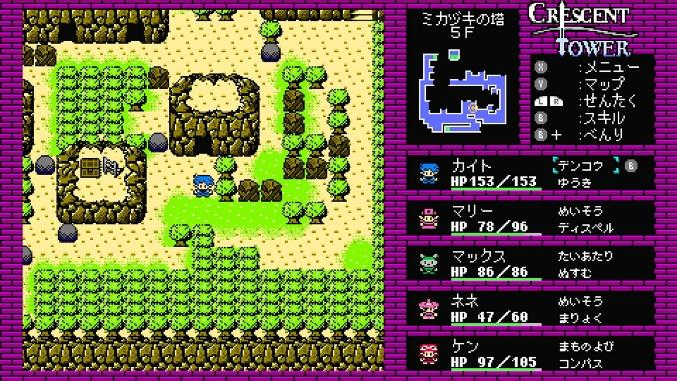 ミカヅキの塔
5F
CRESCENT
TOWER
X :メニュー
Y :マップ
L R :せんたく
B :スキル
B+ :べんり
カイト デンコウ B
HP153/153 ゆうき
マリー めいそう
HP 78/96 ディスペル
マックス たいあたり
HP 86/86 ぬすむ
ネネ めいそう
HP 47/60 まりょく
ケン まものよび
HP 97/105 コンパス